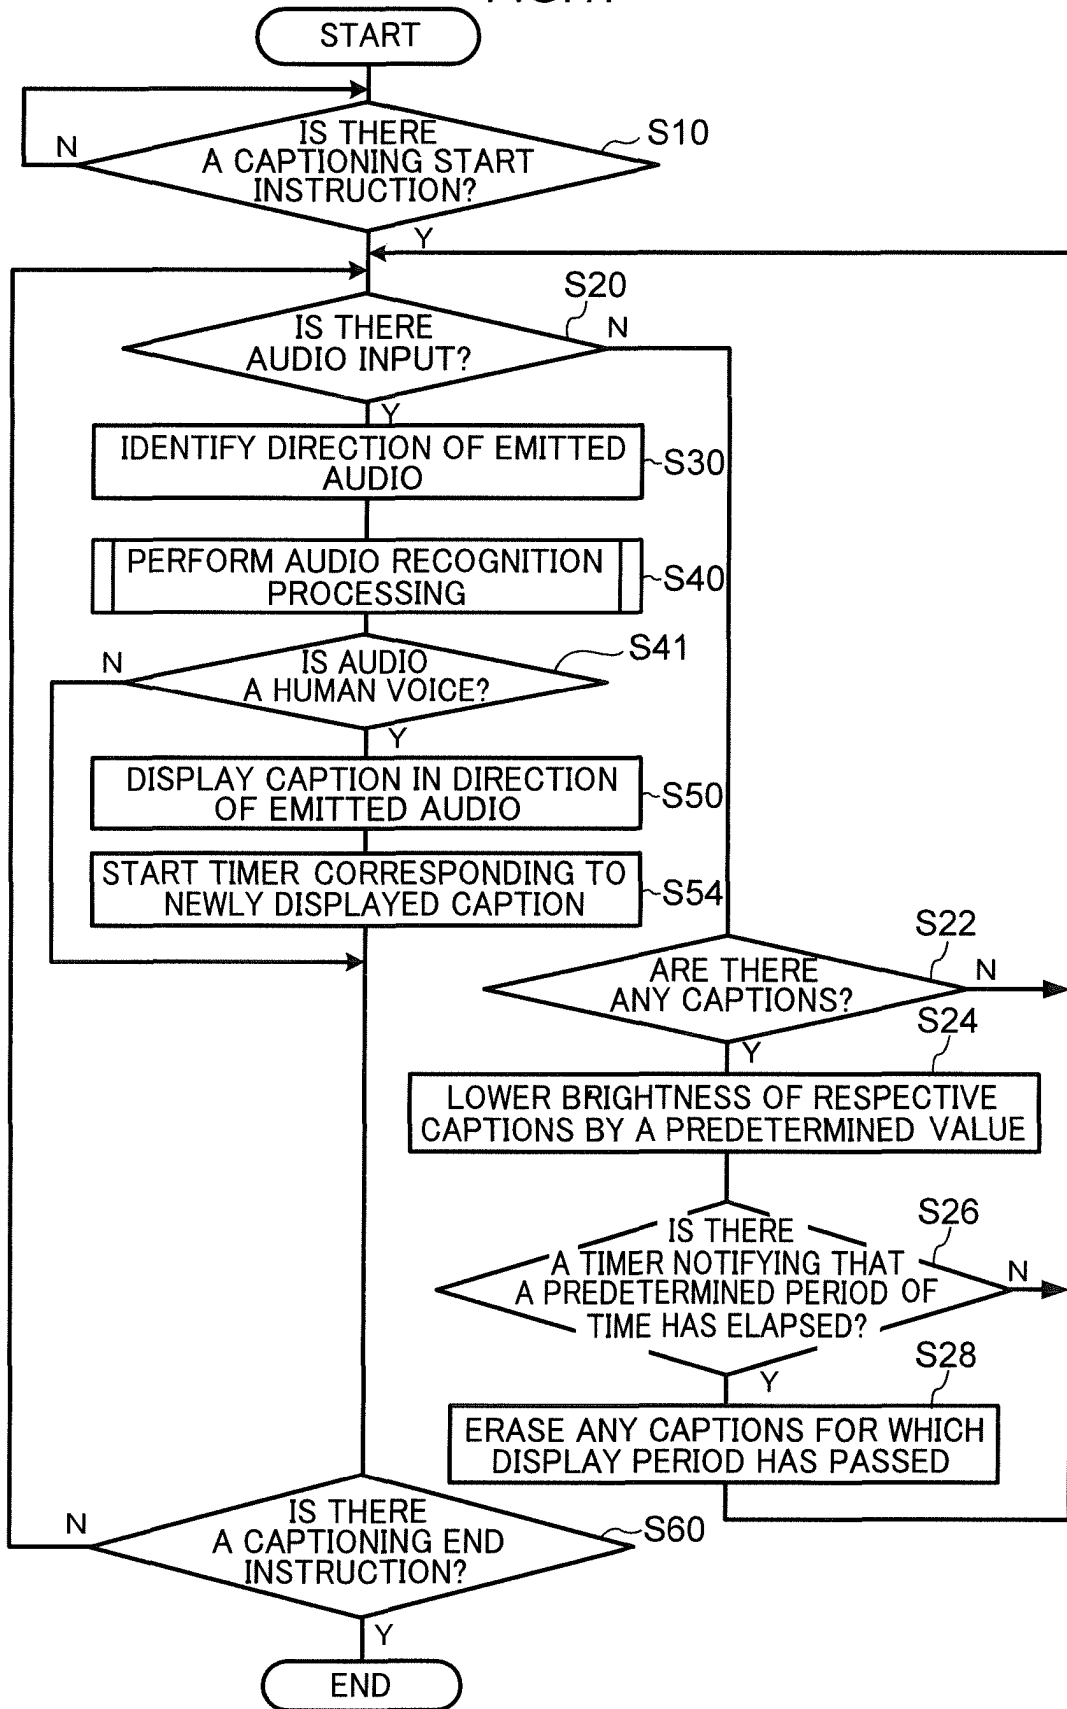 START
IS THERE
A CAPTIONING START
INSTRUCTION?
S10
N
Y
S20
IS THERE
AUDIO INPUT?
N
Y
IDENTIFY DIRECTION OF EMITTED
AUDIO
S30
PERFORM AUDIO RECOGNITION
PROCESSING
S40
S41
N
IS AUDIO
A HUMAN VOICE?
Y
DISPLAY CAPTION IN DIRECTION
OF EMITTED AUDIO
S50
START TIMER CORRESPONDING TO
NEWLY DISPLAYED CAPTION
S54
S22
ARE THERE
ANY CAPTIONS?
N
Y
S24
LOWER BRIGHTNESS OF RESPECTIVE
CAPTIONS BY A PREDETERMINED VALUE
S26
IS THERE
A TIMER NOTIFYING THAT
A PREDETERMINED PERIOD OF
TIME HAS ELAPSED?
N
Y
S28
ERASE ANY CAPTIONS FOR WHICH
DISPLAY PERIOD HAS PASSED
N
IS THERE
A CAPTIONING END
INSTRUCTION?
S60
Y
END